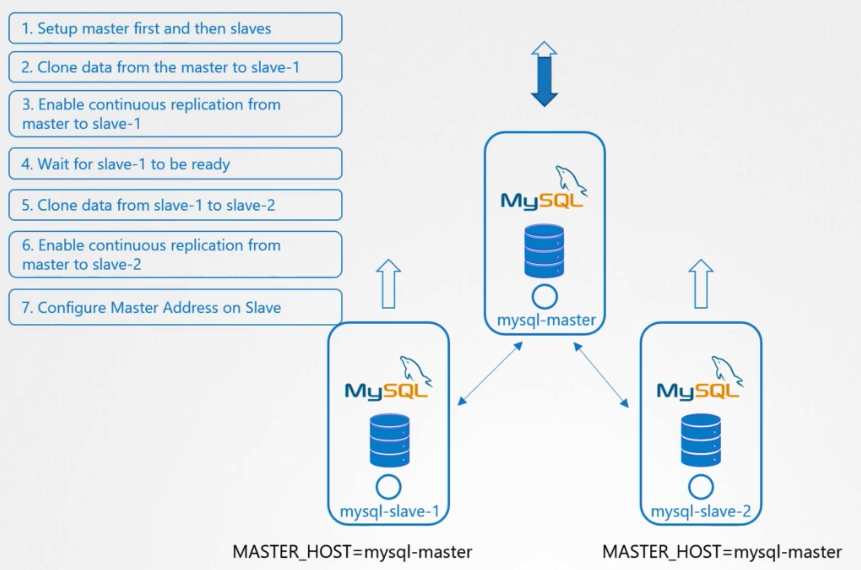 1. Setup master first and then slaves
2. Clone data from the master to slave-1
3. Enable continuous replication from
master to slave-1
4. Wait for slave-1 to be ready
5. Clone data from slave-1 to slave-2
6. Enable continuous replication from
master to slave-2
7. Configure Master Address on Slave
MySQL
mysql-master
MySQL
mysql-slave-1
MASTER_HOST=mysql-master
MySQL
mysql-slave-2
MASTER_HOST=mysql-master